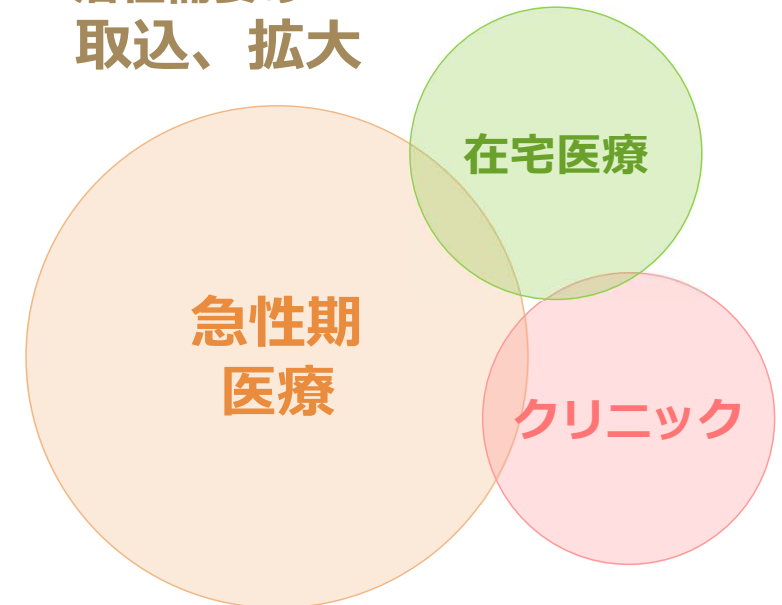 取込、拡大
在宅医療
急性期
医療
クリニック